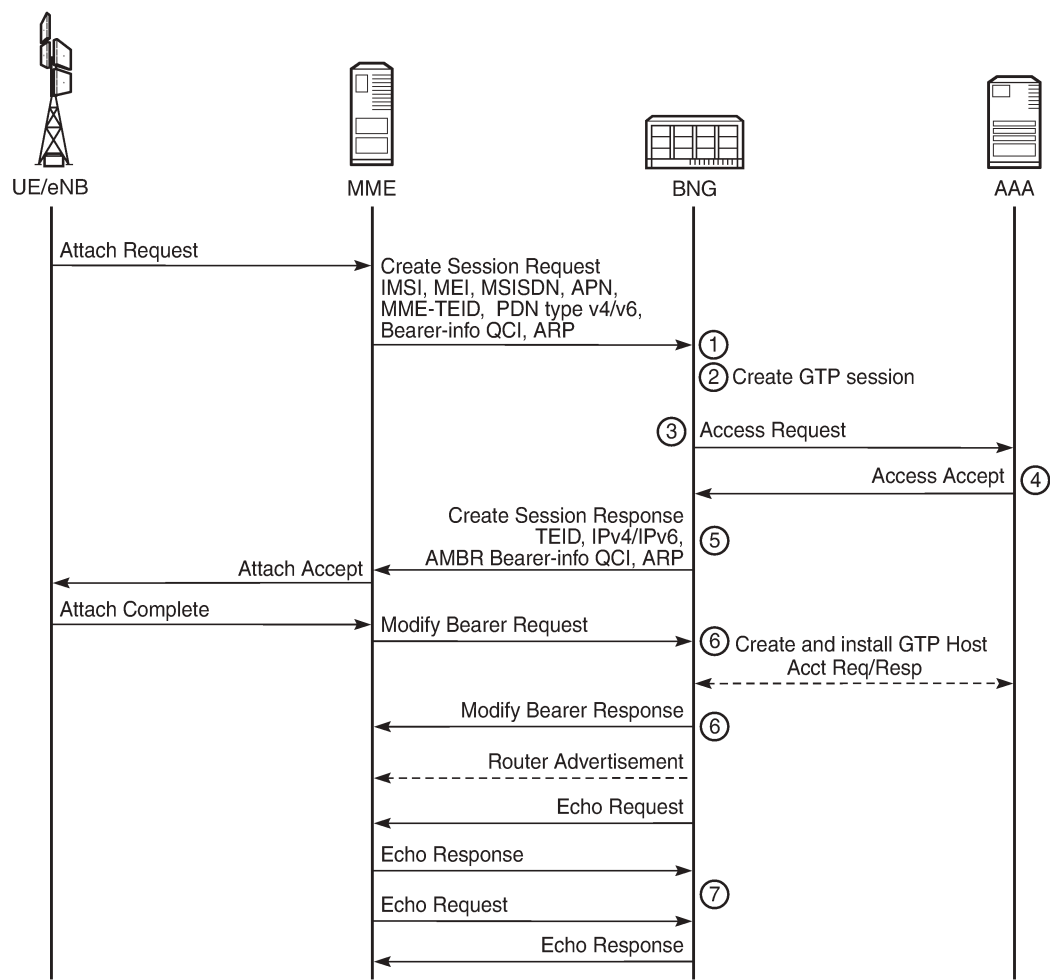 UE/eNB
MME
BNG
AAA
Attach Request
Create Session Request
IMSI, MEI, MSISDN, APN,
MME-TEID, PDN type v4/v6,
Bearer-info QCI, ARP
1
2 Create GTP session
3 Access Request
Access Accept 4
Create Session Response
TEID, IPv4/IPv6,
AMBR Bearer-info QCI, ARP
5
Attach Accept
Attach Complete
Modify Bearer Request
6 Create and install GTP Host
Acct Req/Resp
Modify Bearer Response 6
Router Advertisement
Echo Request
Echo Response
7
Echo Request
Echo Response